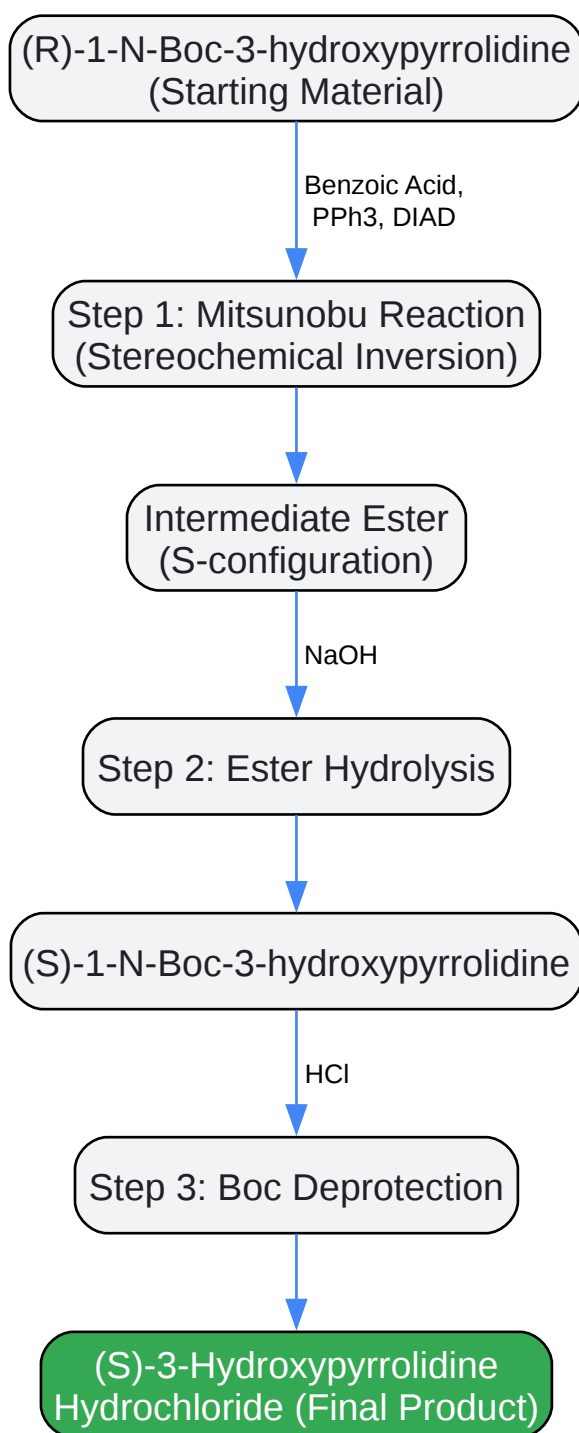 (R)-1-N-Boc-3-hydroxypyrrolidine
(Starting Material)
Benzoic Acid,
PPh3, DIAD
Step 1: Mitsunobu Reaction
(Stereochemical Inversion)
Intermediate Ester
(S-configuration)
NaOH
Step 2: Ester Hydrolysis
(S)-1-N-Boc-3-hydroxypyrrolidine
HCl
Step 3: Boc Deprotection
(S)-3-Hydroxypyrrolidine
Hydrochloride (Final Product)